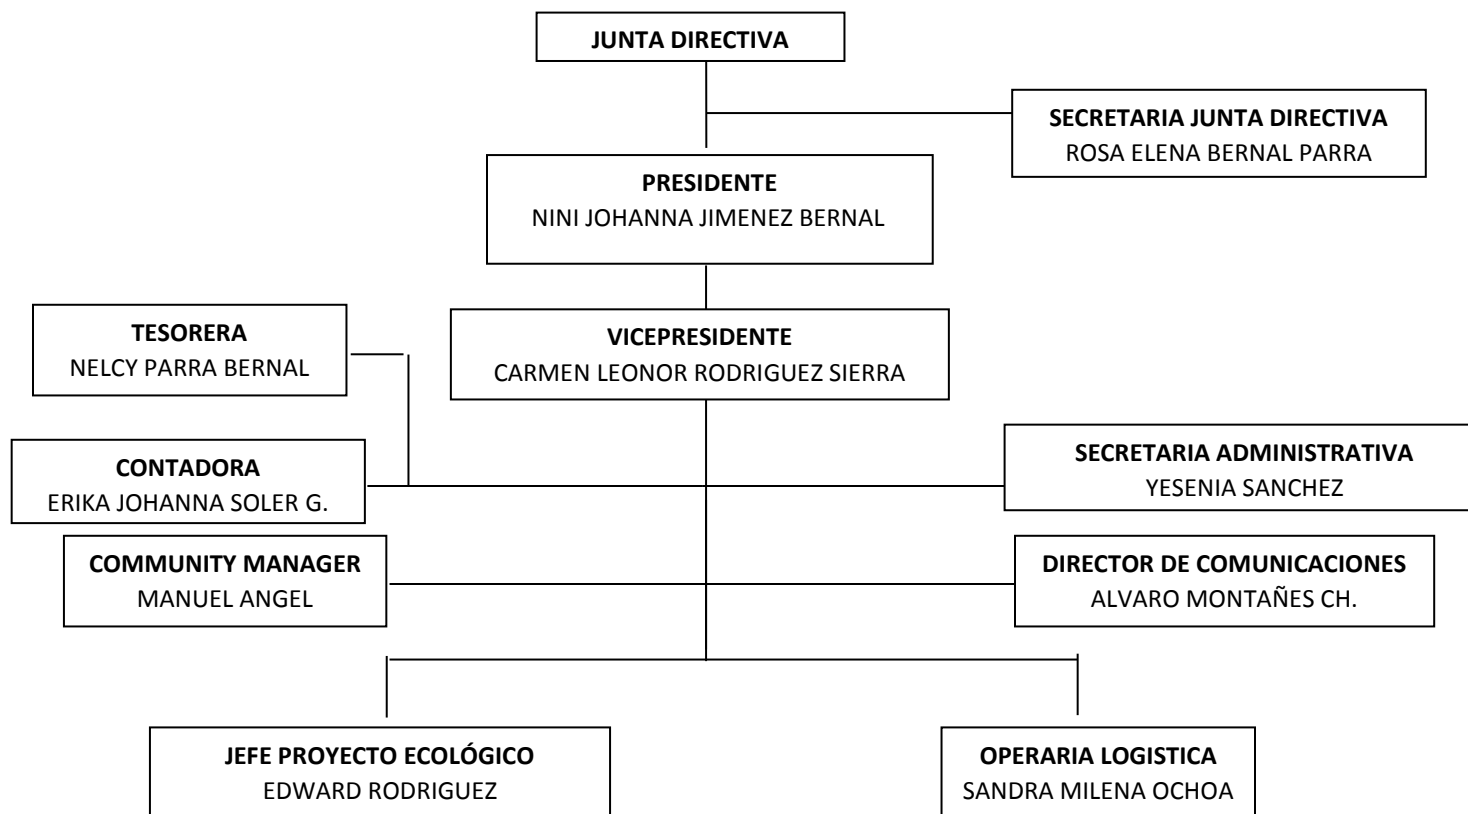 JUNTA DIRECTIVA
SECRETARIA JUNTA DIRECTIVA
ROSA ELENA BERNAL PARRA
PRESIDENTE
NINI JOHANNA JIMENEZ BERNAL
TESORERA
NELCY PARRA BERNAL
VICEPRESIDENTE
CARMEN LEONOR RODRIGUEZ SIERRA
CONTADORA
ERIKA JOHANNA SOLER G.
SECRETARIA ADMINISTRATIVA
YESENIA SANCHEZ
COMMUNITY MANAGER
MANUEL ANGEL
DIRECTOR DE COMUNICACIONES
ALVARO MONTAÑES CH.
JEFE PROYECTO ECOLÓGICO
EDWARD RODRIGUEZ
OPERARIA LOGISTICA
SANDRA MILENA OCHOA